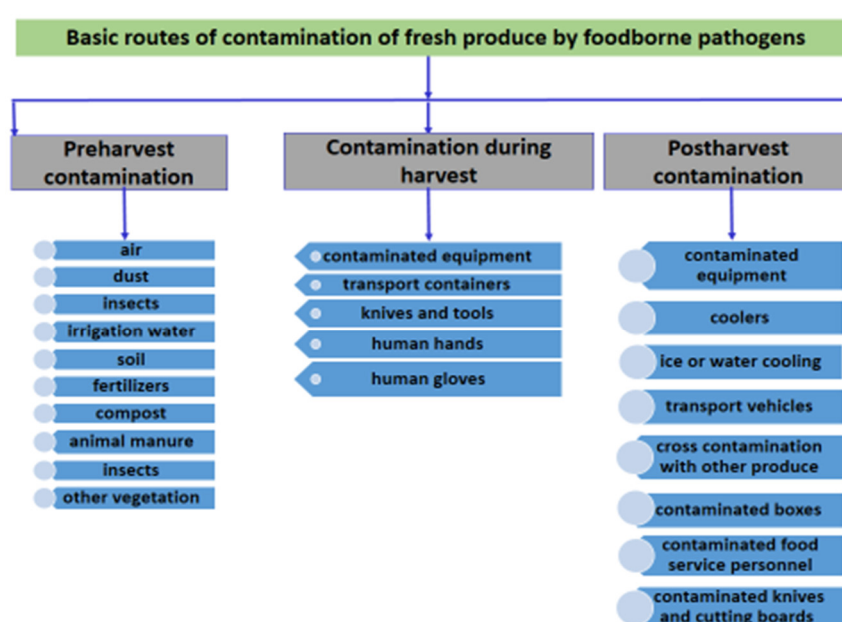 Basic routes of contamination of fresh produce by foodborne pathogens
Preharvest
contamination
air
dust
insects
irrigation water
soil
fertilizers
compost
animal manure
insects
other vegetation
Contamination during
harvest
contaminated equipment
transport containers
knives and tools
human hands
human gloves
Postharvest
contamination
contaminated
equipment
coolers
ice or water cooling
transport vehicles
cross contamination
with other produce
contaminated boxes
contaminated food
service personnel
contaminated knives
and cutting boards